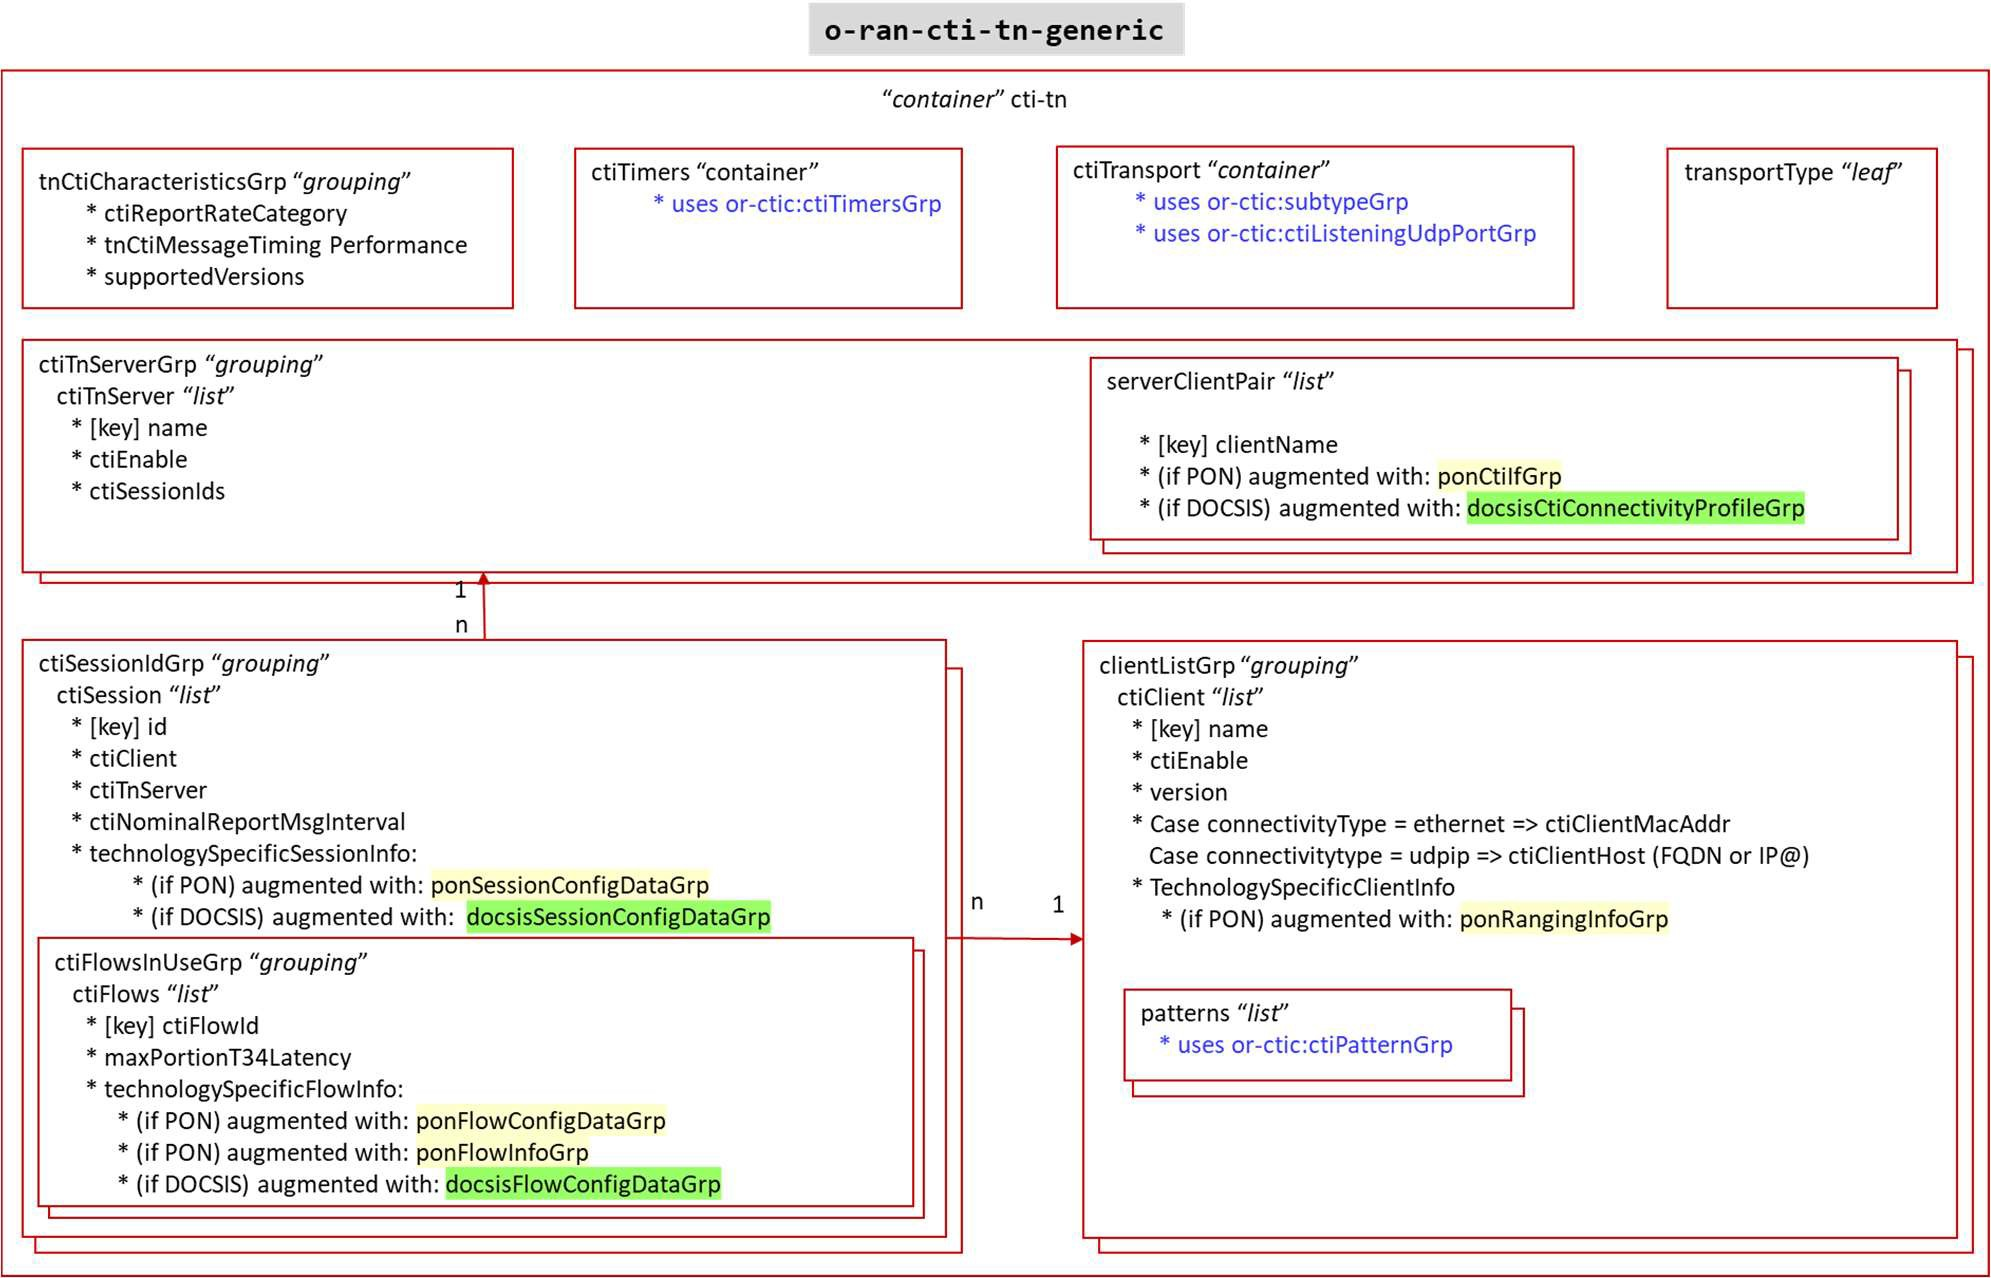 o-ran-cti-tn-generic
“container” cti-tn
tnCtiCharacteristicsGrp “grouping”
* ctiReportRateCategory
* tnCtiMessageTiming Performance
* supportedVersions
ctiTimers “container”
* uses or-ctic:ctiTimersGrp
ctiTransport “container”
* uses or-ctic:subtypeGrp
* uses or-ctic:ctiListeningUdpPortGrp
transportType “leaf”
ctiTnServerGrp “grouping”
ctiTnServer “list”
* [key] name
* ctiEnable
* ctiSessionIds
serverClientPair “list”
* [key] clientName
* (if PON) augmented with: ponCtiIfGrp
* (if DOCSIS) augmented with: docsisCtiConnectivityProfileGrp
1
n
ctiSessionIdGrp “grouping”
ctiSession “list”
* [key] id
* ctiClient
* ctiTnServer
* ctiNominalReportMsgInterval
* technologySpecificSessionInfo:
* (if PON) augmented with: ponSessionConfigDataGrp
* (if DOCSIS) augmented with: docsisSessionConfigDataGrp
ctiFlowsInUseGrp “grouping”
ctiFlows “list”
* [key] ctiFlowId
* maxPortionT34Latency
* technologySpecificFlowInfo:
* (if PON) augmented with: ponFlowConfigDataGrp
* (if PON) augmented with: ponFlowInfoGrp
* (if DOCSIS) augmented with: docsisFlowConfigDataGrp
n 1
clientListGrp “grouping”
ctiClient “list”
* [key] name
* ctiEnable
* version
* Case connectivityType = ethernet => ctiClientMacAddr
Case connectivitytype = udpip => ctiClientHost (FQDN or IP@)
* TechnologySpecificClientInfo
* (if PON) augmented with: ponRangingInfoGrp
patterns “list”
* uses or-ctic:ctiPatternGrp